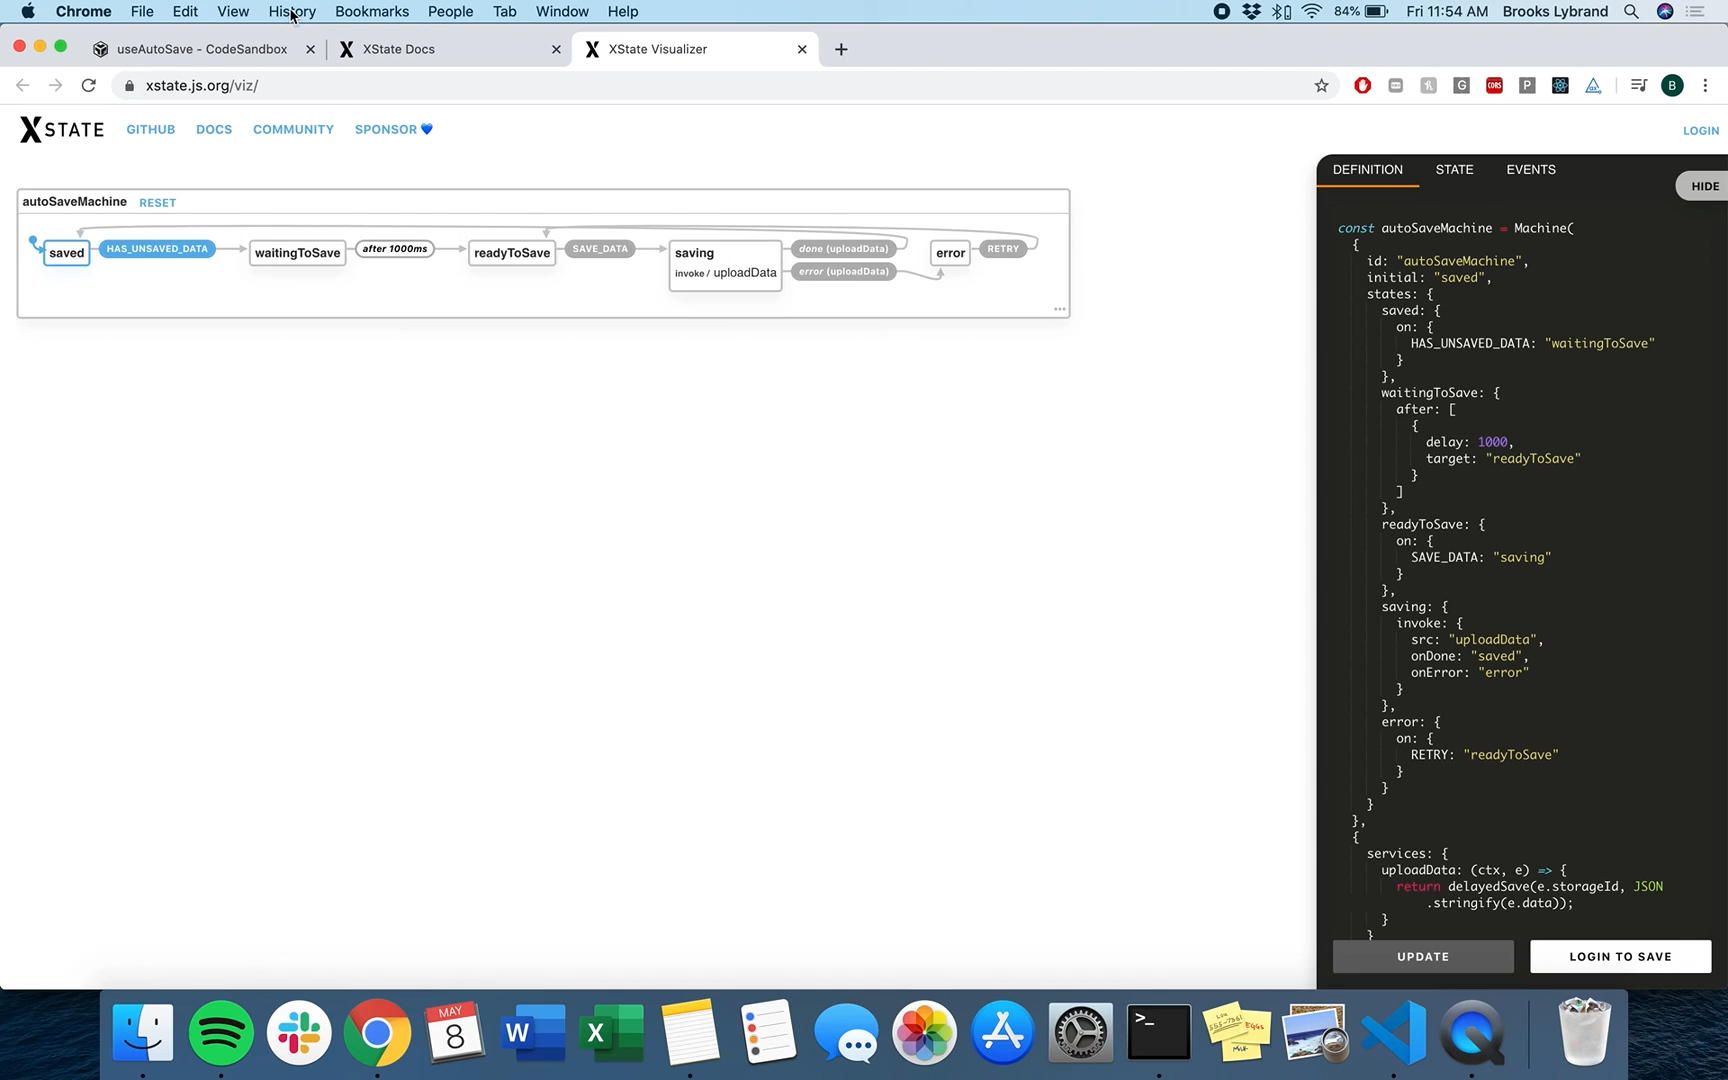 Chrome File Edit View History Bookmarks People Tab Window Help 84% Fri 11:54 AM Brooks Lybrand
useAutoSave - CodeSandbox XState Docs XState Visualizer
xstate.js.org/viz/
XSTATE GITHUB DOCS COMMUNITY SPONSOR LOGIN
DEFINITION STATE EVENTS
HIDE
autoSaveMachine RESET
saved HAS_UNSAVED_DATA waitingToSave after 1000ms readyToSave SAVE_DATA saving done (uploadData) error RETRY
invoke / uploadData error (uploadData)
const autoSaveMachine = Machine(
{
id: "autoSaveMachine",
initial: "saved",
states: {
saved: {
on: {
HAS_UNSAVED_DATA: "waitingToSave"
}
},
waitingToSave: {
after: [
{
delay: 1000,
target: "readyToSave"
}
]
},
readyToSave: {
on: {
SAVE_DATA: "saving"
}
},
saving: {
invoke: {
src: "uploadData",
onDone: "saved",
onError: "error"
}
},
error: {
on: {
RETRY: "readyToSave"
}
}
}
},
{
services: {
uploadData: (ctx, e) => {
return delayedSave(e.storageId, JSON
.stringify(e.data));
}
}
UPDATE LOGIN TO SAVE
MAY
8
W
X